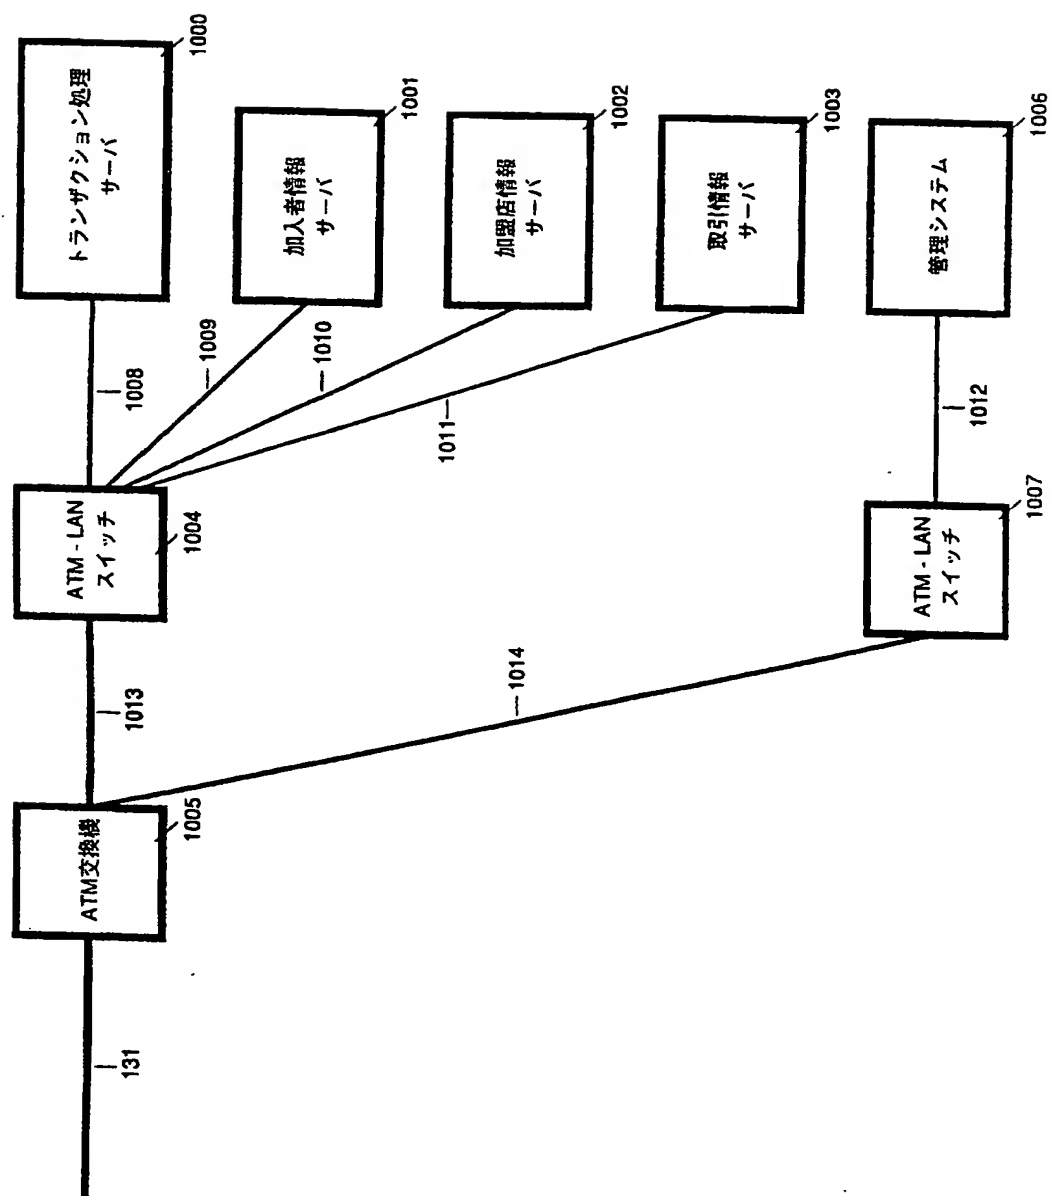 トランザクション処理
サーバ
1000
加入者情報
サーバ
1001
加盟店情報
サーバ
1002
取引情報
サーバ
1003
管理システム
1006
1008
1009
1010
1011
1012
ATM-LAN
スイッチ
1004
ATM-LAN
スイッチ
1007
1013
1014
ATM交換機
1005
131